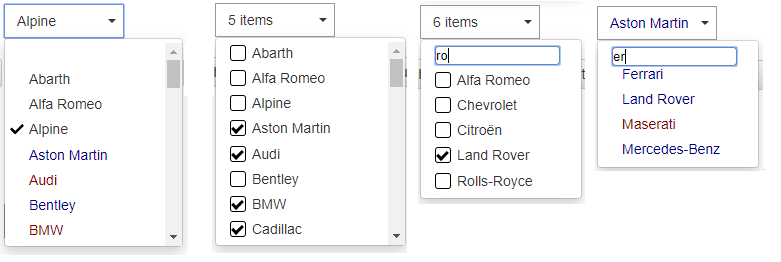 Alpine
Abarth
Alfa Romeo
Alpine
Aston Martin
Audi
Bentley
BMW
5 items
Abarth
Alfa Romeo
Alpine
Aston Martin
Audi
Bentley
BMW
Cadillac
6 items
ro
Alfa Romeo
Chevrolet
Citroën
Land Rover
Rolls-Royce
Aston Martin
er
Ferrari
Land Rover
Maserati
Mercedes-Benz